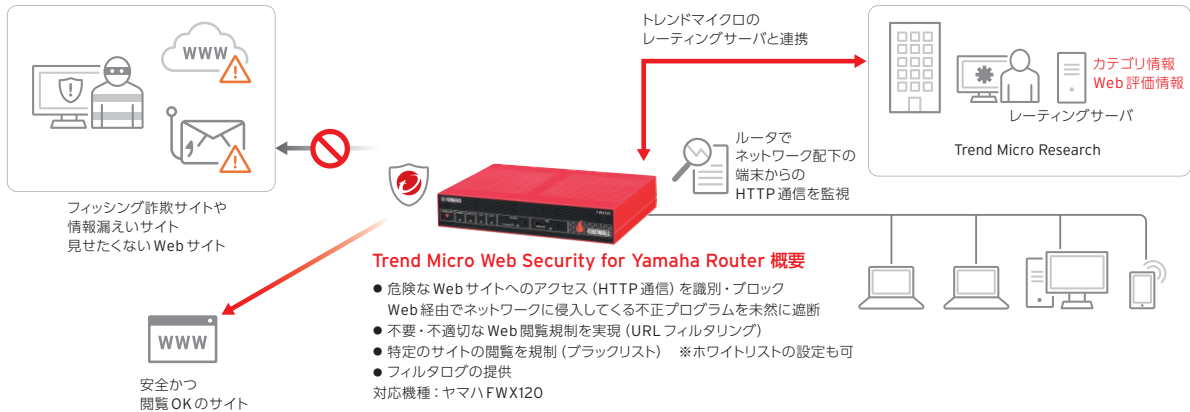 WWW
トレンドマイクロの
レーティングサーバと連携
カテゴリ情報
Web評価情報
レーティングサーバ
Trend Micro Research
ルータで
ネットワーク配下の
端末からの
HTTP通信を監視
フィッシング詐欺サイトや
情報漏えいサイト
見せたくないWebサイト
YAMAHA
FWX120
FIREWALL
Trend Micro Web Security for Yamaha Router 概要
● 危険なWebサイトへのアクセス(HTTP通信)を識別・ブロック
Web経由でネットワークに侵入してくる不正プログラムを未然に遮断
● 不要・不適切なWeb閲覧規制を実現(URLフィルタリング)
● 特定のサイトの閲覧を規制(ブラックリスト) ※ホワイトリストの設定も可
● フィルタログの提供
対応機種:ヤマハFWX120
WWW
安全かつ
閲覧OKのサイト